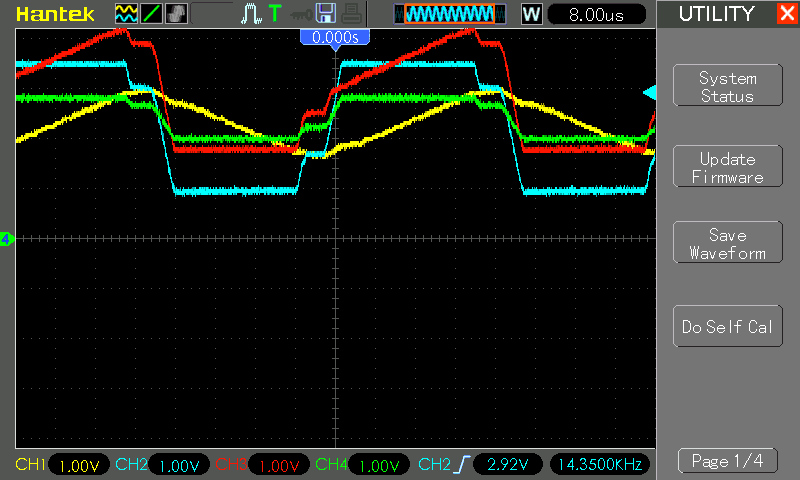 Hantek T W 8.00us UTILITY
0.000s
System
Status
Update
Firmware
Save
Waveform
Do Self Cal
Page 1/4
4
CH1 1.00V CH2 1.00V CH3 1.00V CH4 1.00V CH2 2.92V 14.3500KHz